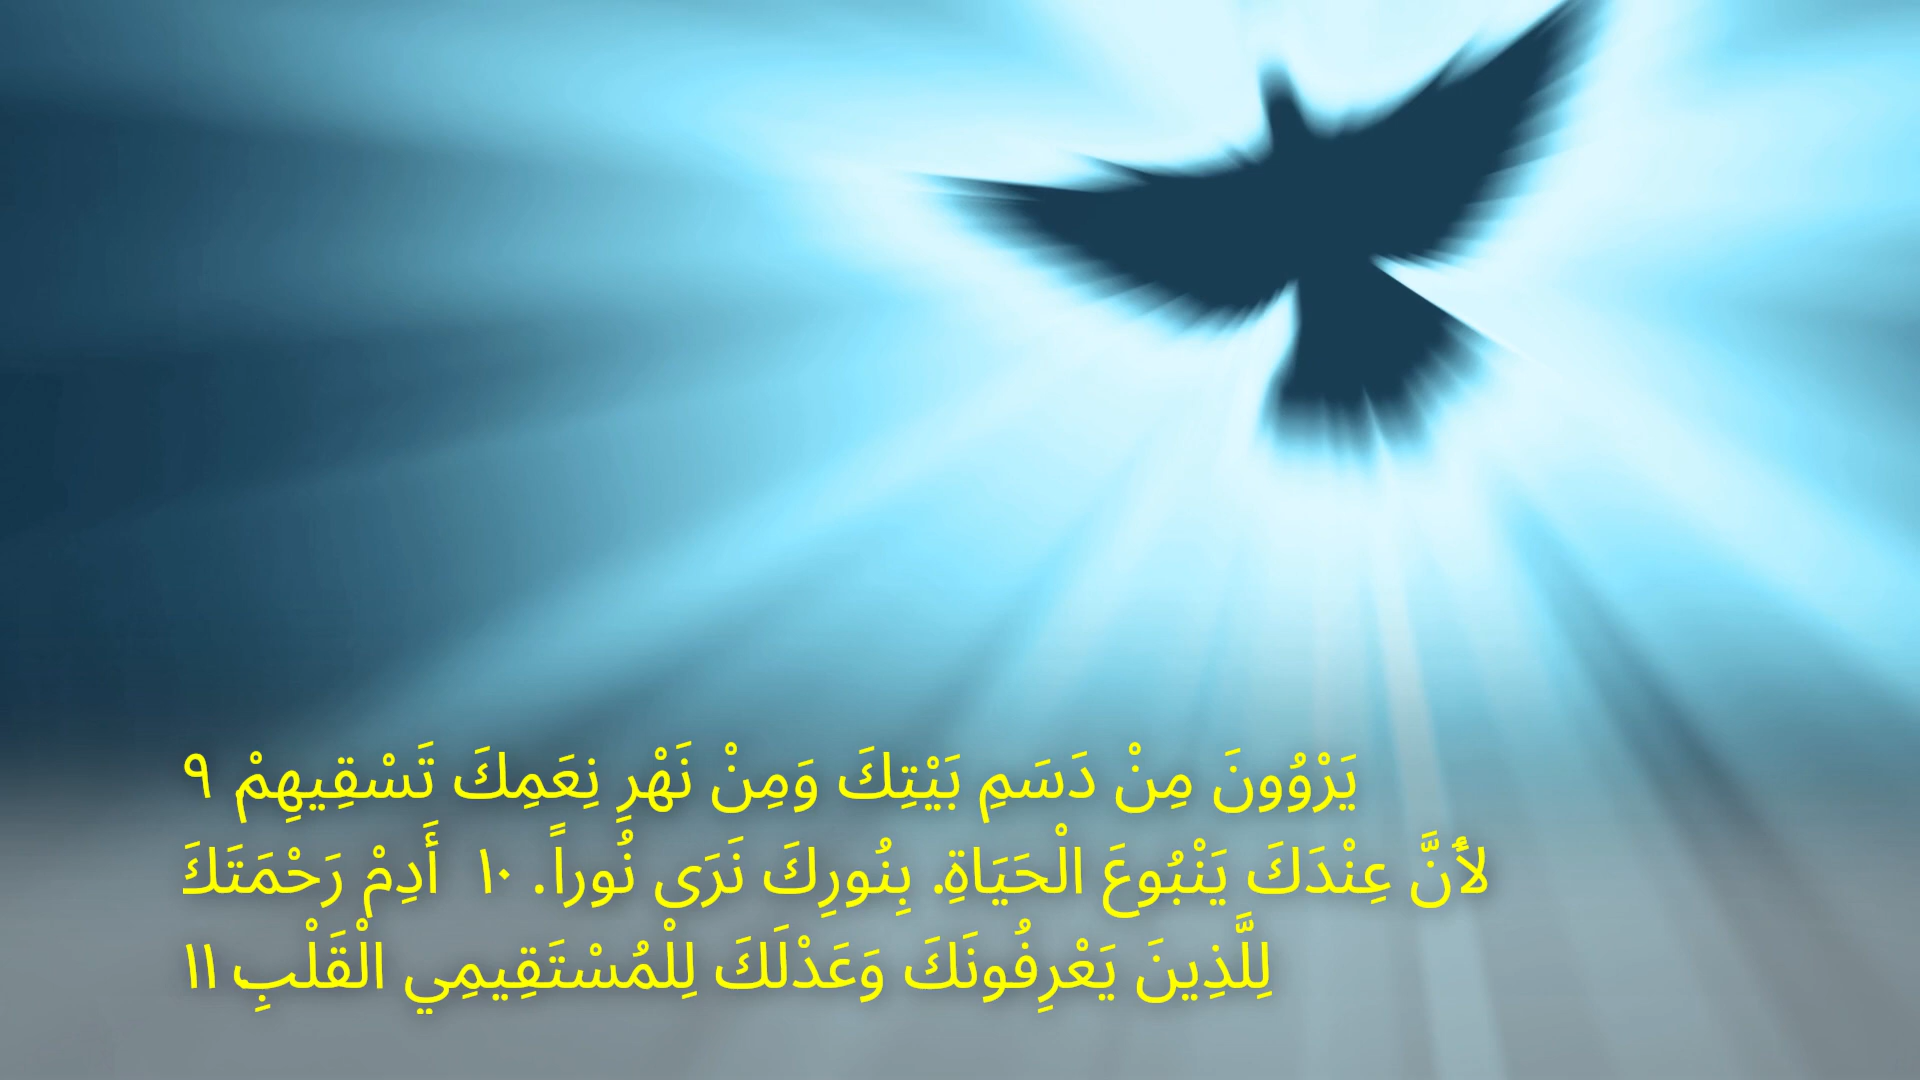 يَرْوُونَ مِنْ دَسَمِ بَيْتِكَ وَمِنْ نَهْرِ نِعَمِكَ تَسْقِيهِمْ ٩
لأَنَّ عِنْدَكَ يَنْبُوعَ الْحَيَاةِ. بِنُورِكَ نَرَى نُوراً. ١٠ أَدِمْ رَحْمَتَكَ
لِلَّذِينَ يَعْرِفُونَكَ وَعَدْلَكَ لِلْمُسْتَقِيمِي الْقَلْبِ ١١